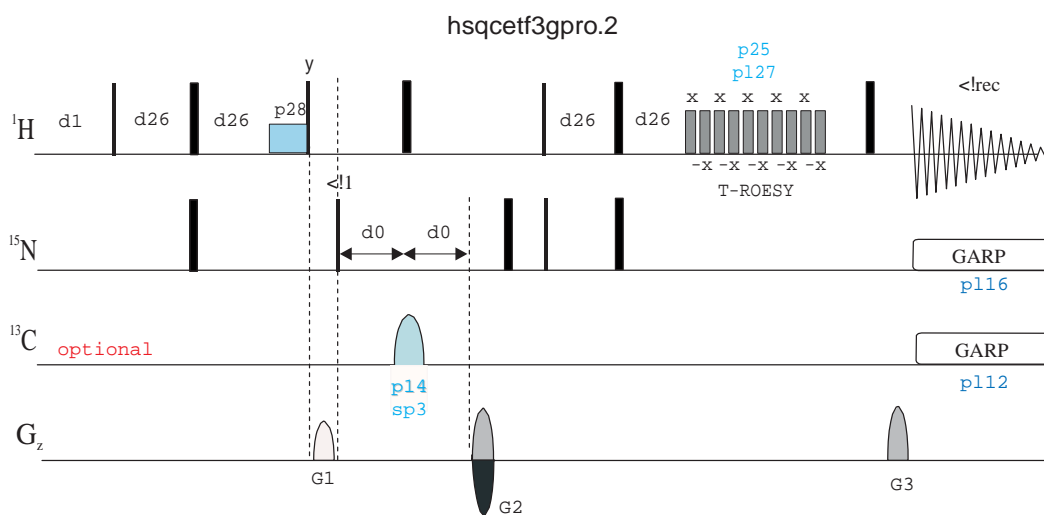 hsqcetf3gpro.2
p25
pl27
y
<!rec
x x x x x
p28
¹H
d1
d26
d26
d26
d26
-x -x -x -x -x
T-ROESY
<!1
¹⁵N
d0
d0
GARP
pl16
¹³C
optional
GARP
p14
sp3
pl12
Gz
G1
G2
G3